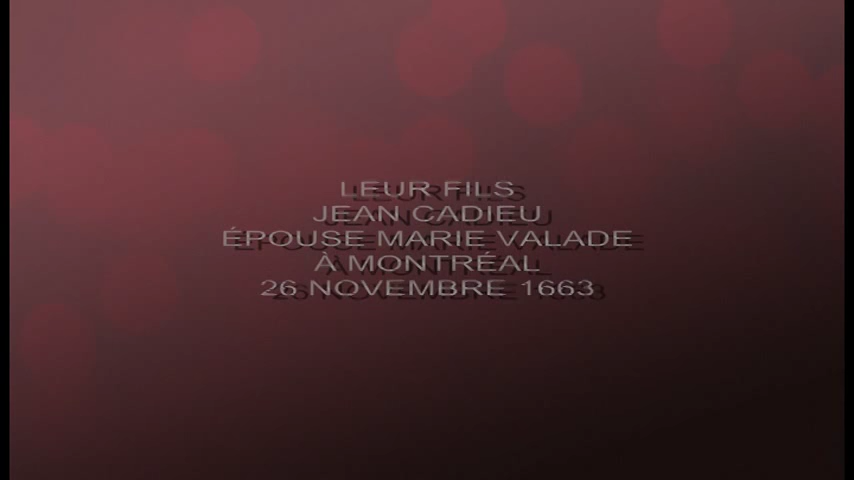 LEUR FILS
JEAN CADIEU
ÉPOUSE MARIE VALADE
À MONTRÉAL
26 NOVEMBRE 1663